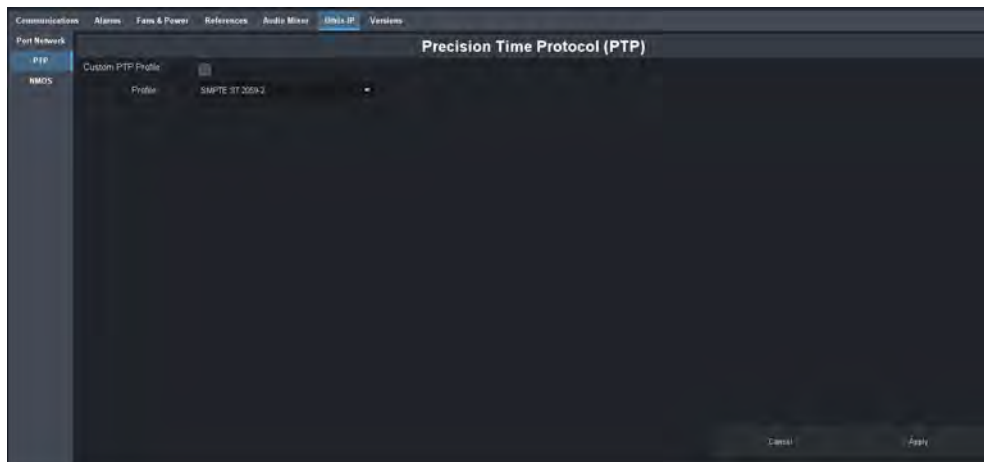 Communications Alarms Fans & Power References Audio Mixer Ultrix IP Versions
Port Network
PTP
NMOS
Precision Time Protocol (PTP)
Custom PTP Profile
Profile SMPTE ST 2059-2
Cancel Apply